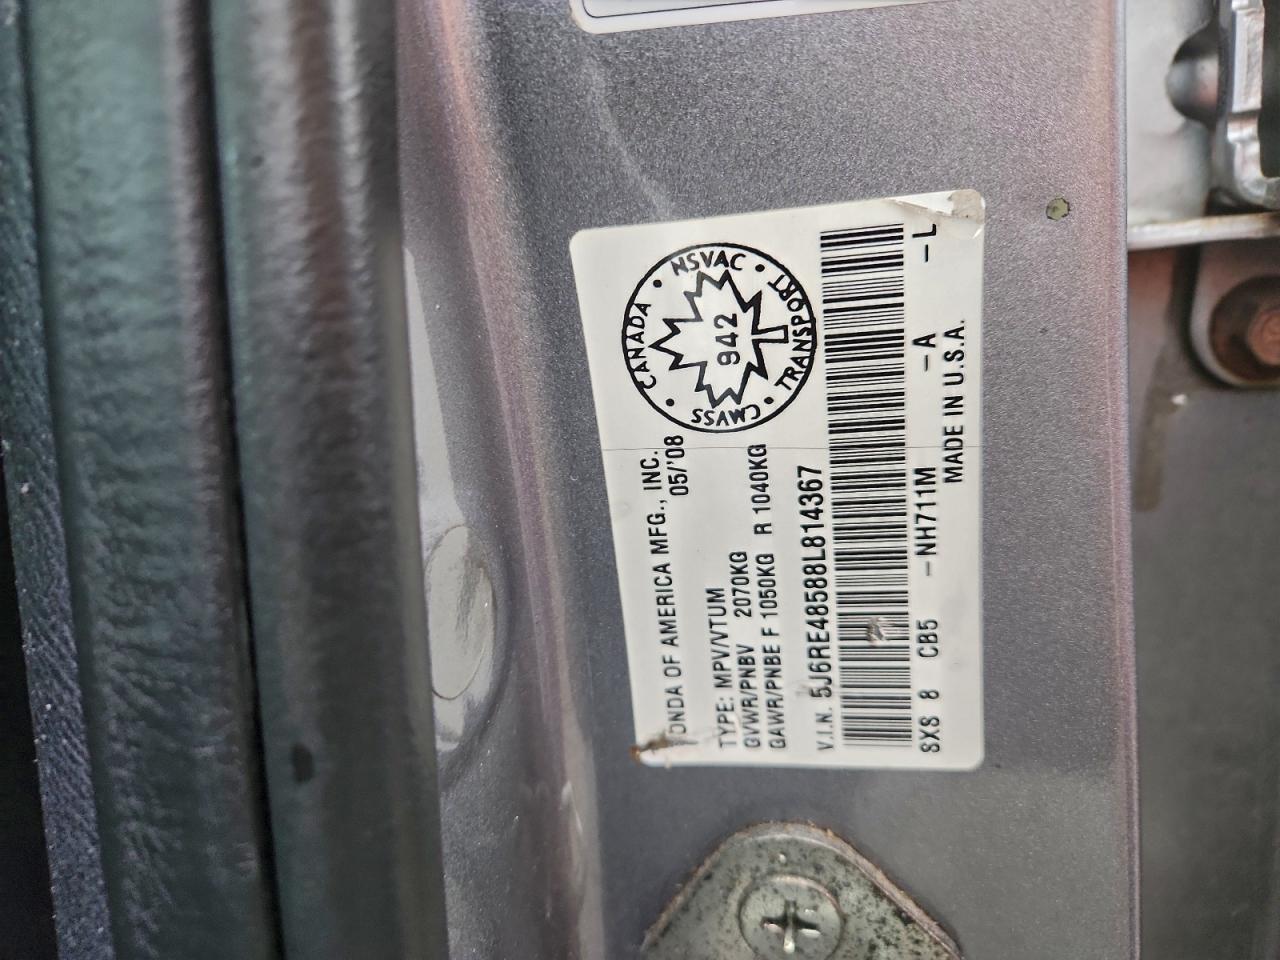 ONDA OF AMERICA MFG., INC.
05/'08
TYPE: MPV/VTUM
GVWR/PNBV 2070KG
GAWR/PNBE F 1050KG R 1040KG
V.I.N. 5J6RE48588L814367
SXS 8 CB5 -NH711M -A -L
MADE IN U.S.A.
CANADA • NSVAC • TRANSPORT • CMVSS •
942